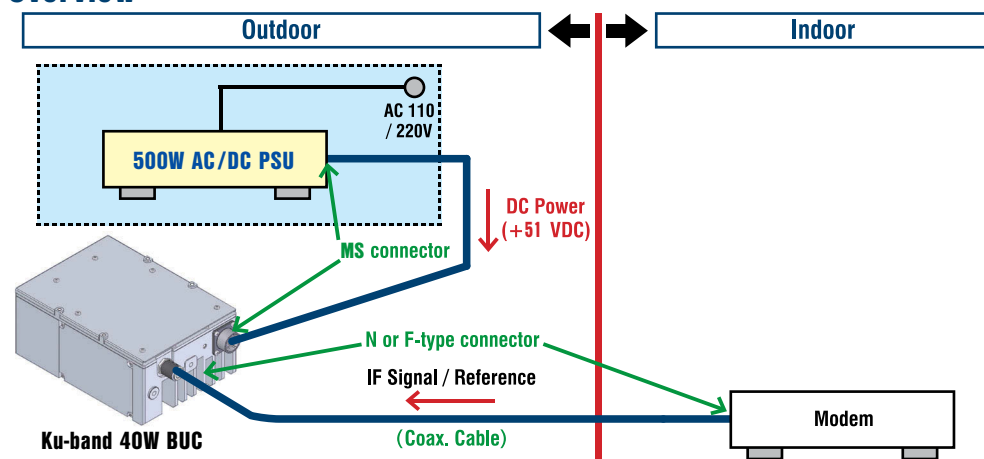 Overview
Outdoor
Indoor
AC 110
/ 220V
500W AC/DC PSU
DC Power
(+51 VDC)
MS connector
N or F-type connector
IF Signal / Reference
Modem
(Coax. Cable)
Ku-band 40W BUC